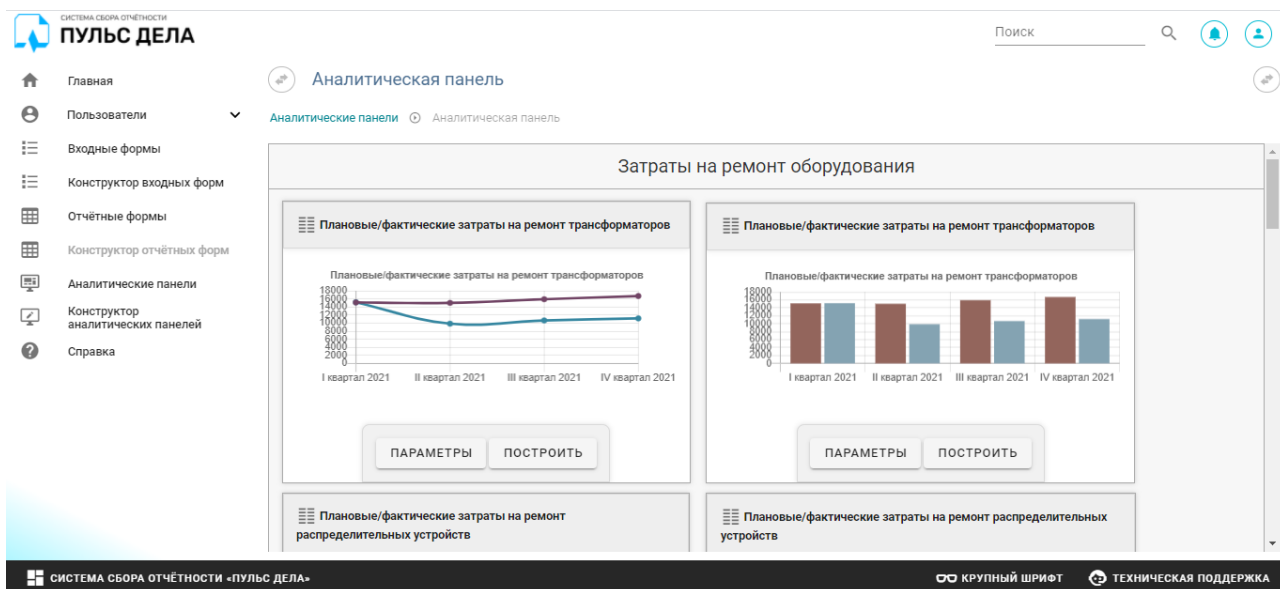 СИСТЕМА СБОРА ОТЧЁТНОСТИ
ПУЛЬС ДЕЛА
Поиск
Главная
Пользователи
Входные формы
Конструктор входных форм
Отчётные формы
Конструктор отчётных форм
Аналитические панели
Конструктор
аналитических панелей
Справка
Аналитическая панель
Аналитические панели
Аналитическая панель
Затраты на ремонт оборудования
Плановые/фактические затраты на ремонт трансформаторов
Плановые/фактические затраты на ремонт трансформаторов
18000
16000
14000
12000
10000
8000
6000
4000
2000
0
I квартал 2021 II квартал 2021 III квартал 2021 IV квартал 2021
ПАРАМЕТРЫ ПОСТРОИТЬ
Плановые/фактические затраты на ремонт трансформаторов
Плановые/фактические затраты на ремонт трансформаторов
18000
16000
14000
12000
10000
8000
6000
4000
2000
0
I квартал 2021 II квартал 2021 III квартал 2021 IV квартал 2021
ПАРАМЕТРЫ ПОСТРОИТЬ
Плановые/фактические затраты на ремонт
распределительных устройств
Плановые/фактические затраты на ремонт распределительных
устройств
СИСТЕМА СБОРА ОТЧЁТНОСТИ «ПУЛЬС ДЕЛА»
КРУПНЫЙ ШРИФТ
ТЕХНИЧЕСКАЯ ПОДДЕРЖКА